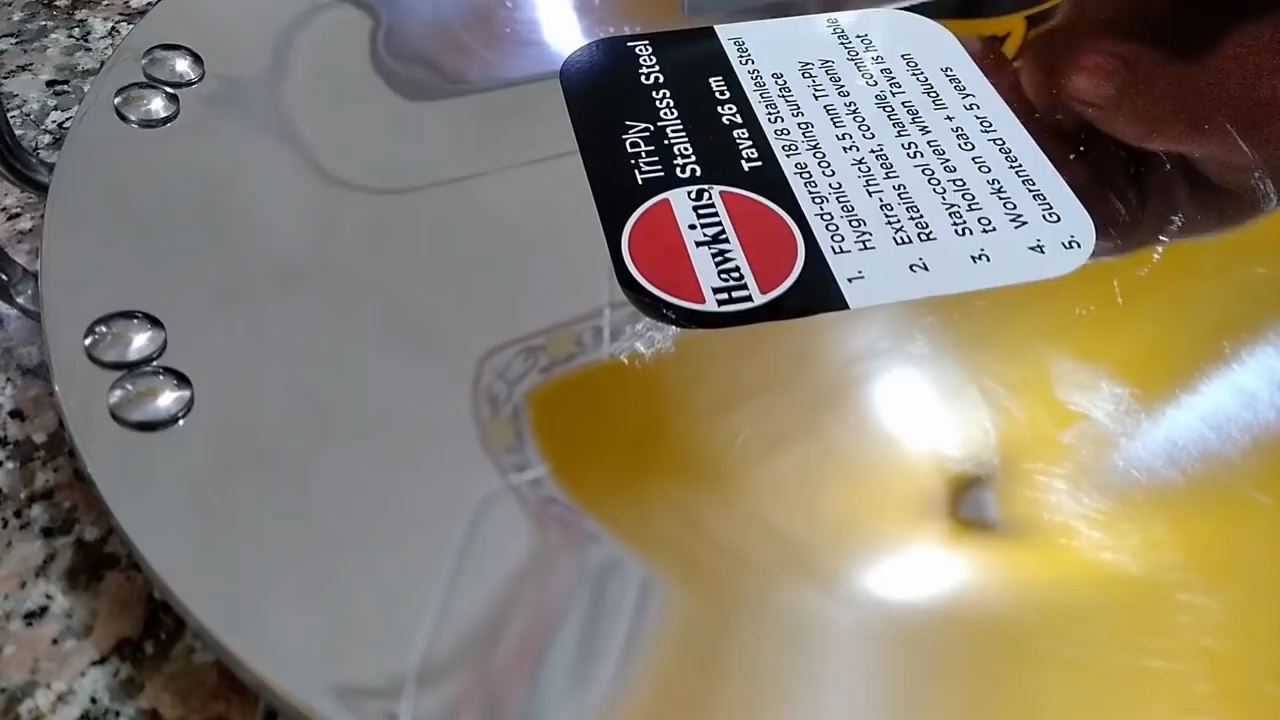 Tri-Ply
Stainless Steel
Tava 26 cm
Hawkins
1. Food-grade 18/8 Stainless Steel
Hygienic cooking surface
2. Extra-Thick 3.5 mm Tri-ply
Retains heat, cooks evenly
3. Stay-cool SS handle, comfortable
to hold even when Tava is hot
4. Works on Gas + Induction
5. Guaranteed for 5 years